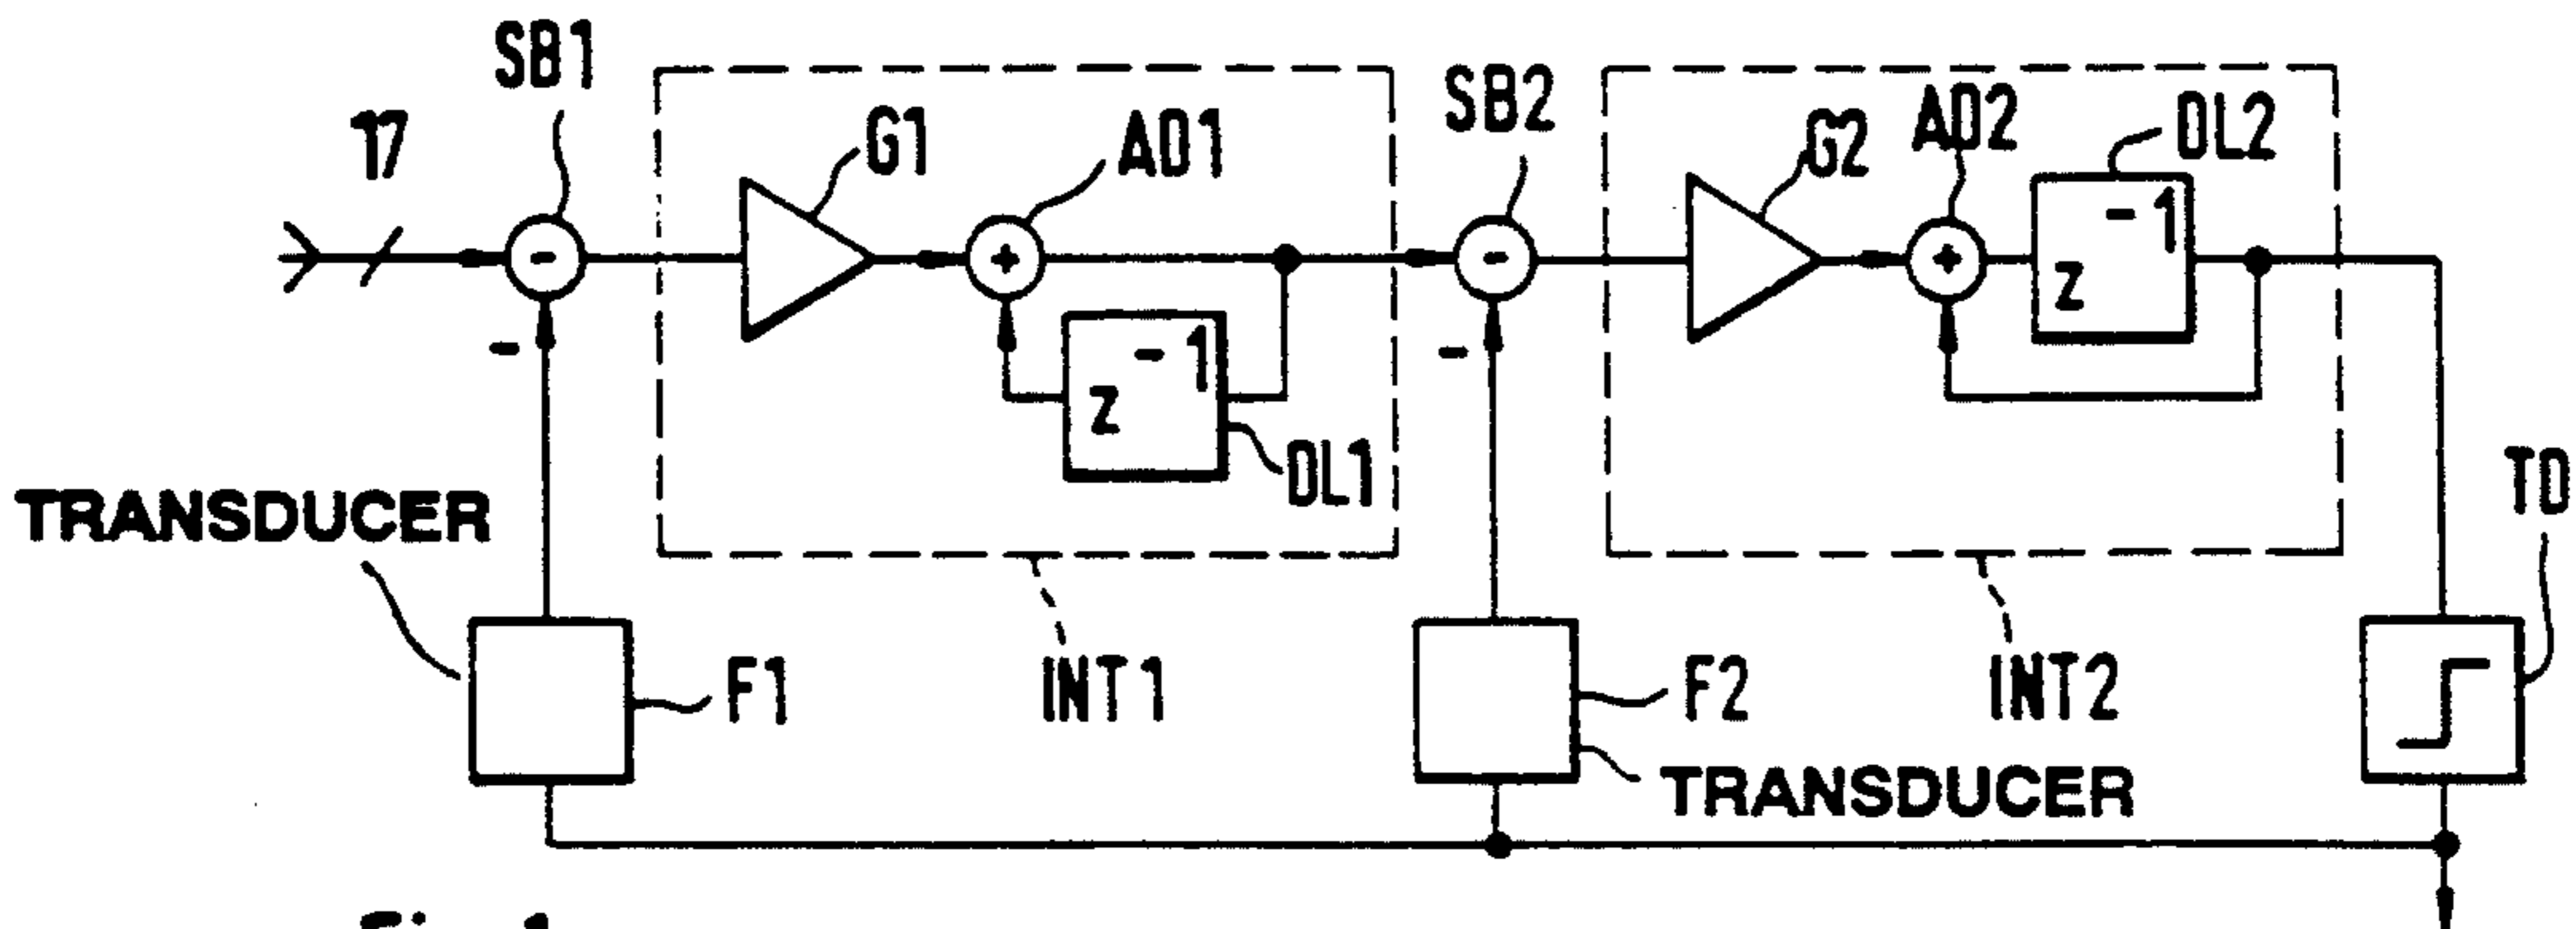 SB1
17
G1
AD1
SB2
G2
AD2
DL2
z -1
z -1
DL1
TRANSDUCER
TD
F1
INT1
F2
INT2
TRANSDUCER